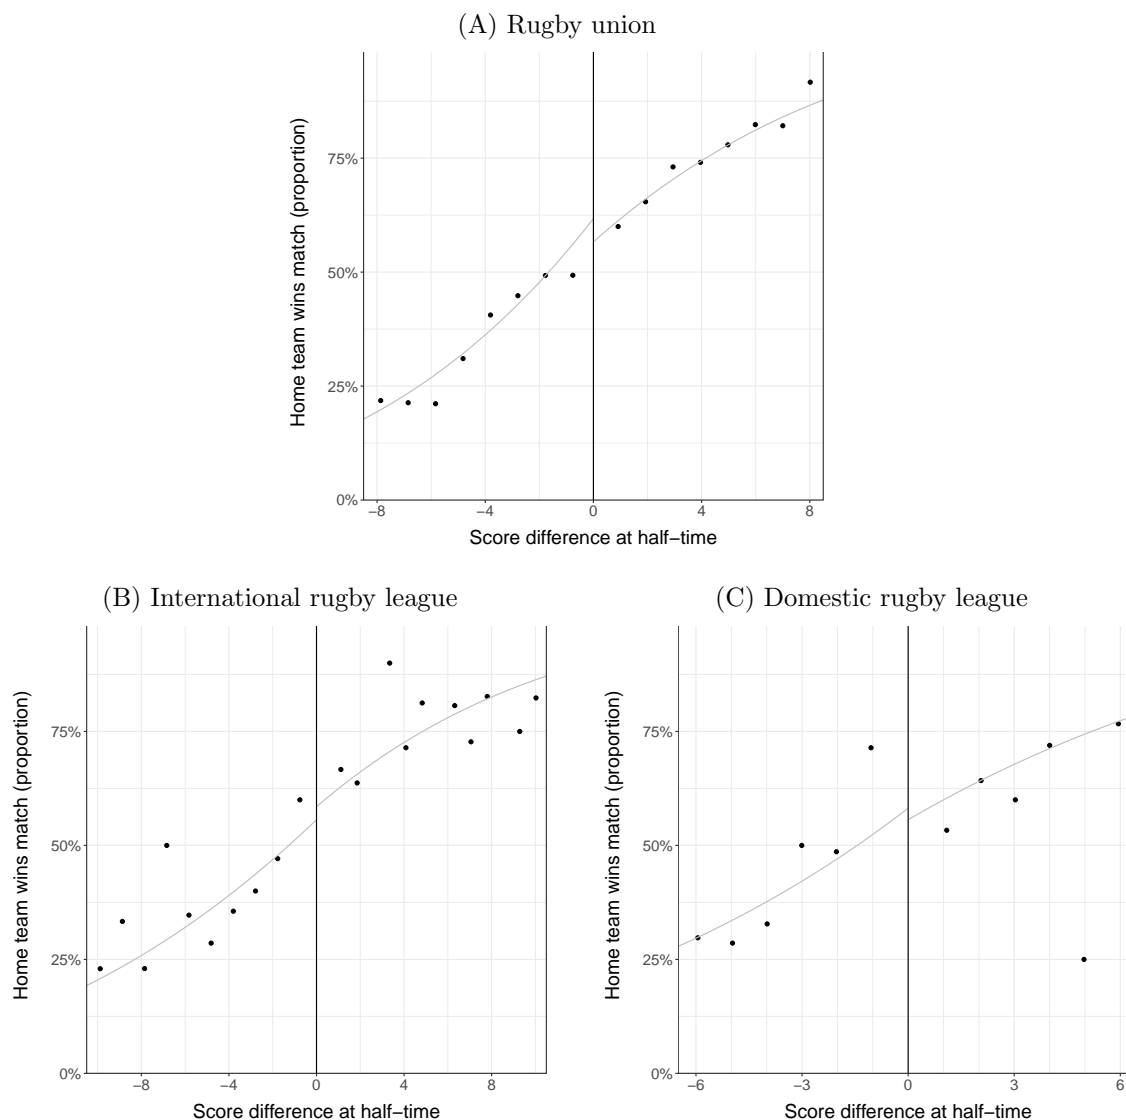 (A) Rugby union
Home team wins match (proportion)
75%
50%
25%
0%
−8 −4 0 4 8
Score difference at half−time
(B) International rugby league
Home team wins match (proportion)
75%
50%
25%
0%
−8 −4 0 4 8
Score difference at half−time
(C) Domestic rugby league
Home team wins match (proportion)
75%
50%
25%
0%
−6 −3 0 3 6
Score difference at half−time